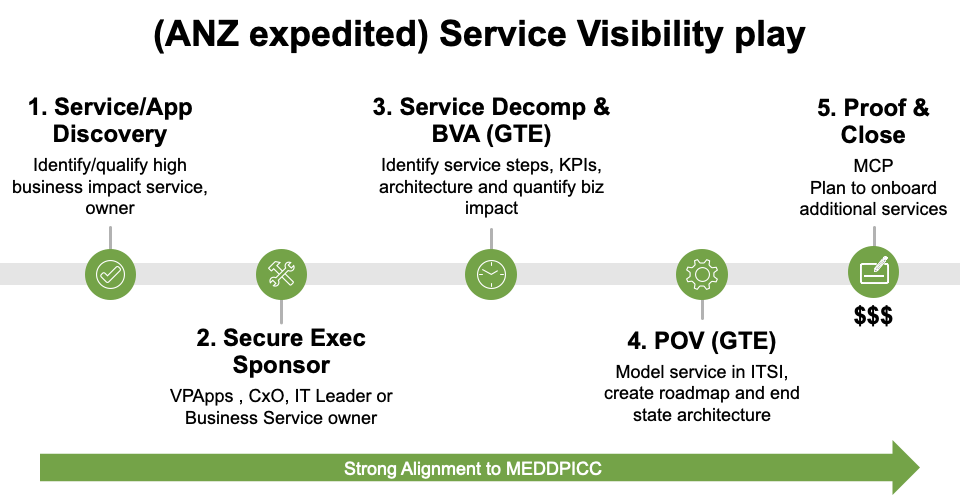 (ANZ expedited) Service Visibility play
1. Service/App
Discovery
Identify/qualify high
business impact service,
owner
2. Secure Exec
Sponsor
VPApps , CxO, IT Leader or
Business Service owner
3. Service Decomp &
BVA (GTE)
Identify service steps, KPIs,
architecture and quantify biz
impact
4. POV (GTE)
Model service in ITSI,
create roadmap and end
state architecture
5. Proof &
Close
MCP
Plan to onboard
additional services
$$$
Strong Alignment to MEDDPICC